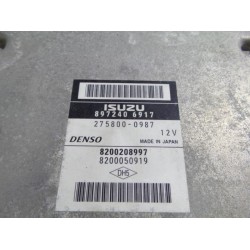 ISUZU
897240 6917
275800-0987
12V
DENSO MADE IN JAPAN
8200208997
8200050919
DHS